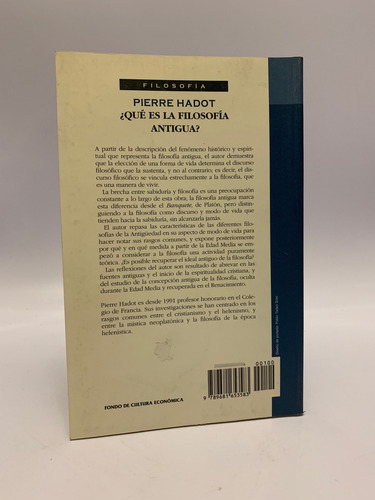 FILOSOFÍA
PIERRE HADOT
¿QUÉ ES LA FILOSOFÍA
ANTIGUA?
A partir de la descripción del fenómeno histórico y espiri-
tual que representa la filosofía antigua, el autor demuestra
que la elección de una forma de vida determina el discurso
filosófico que la sustenta, y no al contrario; es decir, el dis-
curso filosófico se vincula estrechamente a la filosofía, que
es una manera de vivir.
La brecha entre sabiduría y filosofía es una preocupación
constante a lo largo de esta obra; la filosofía antigua marca
esta diferencia desde el Banquete, de Platón, pero distin-
guiendo a la filosofía como discurso y modo de vida que
tienden hacia la sabiduría, sin alcanzarla jamás.
El autor repasa las características de las diferentes filo-
sofías de la Antigüedad en su aspecto de modo de vida para
hacer notar sus rasgos comunes, y expone posteriormente
por qué y en qué medida a partir de la Edad Media se em-
pezó a considerar a la filosofía una actividad puramente
teórica. ¿Es posible recuperar el ideal antiguo de la filosofía?
Las reflexiones del autor son resultado de abrevar en las
fuentes antiguas y el inicio de la espiritualidad cristiana, y
del estudio de la concepción antigua de la filosofía, oculta
durante la Edad Media y recuperada en el Renacimiento.
Pierre Hadot es desde 1991 profesor honorario en el Cole-
gio de Francia. Sus investigaciones se han centrado en los
rasgos comunes entre el cristianismo y el helenismo, y
entre la mística neoplatónica y la filosofía de la época
helenística.
00100
9 789681 653583
FONDO DE CULTURA ECONÓMICA